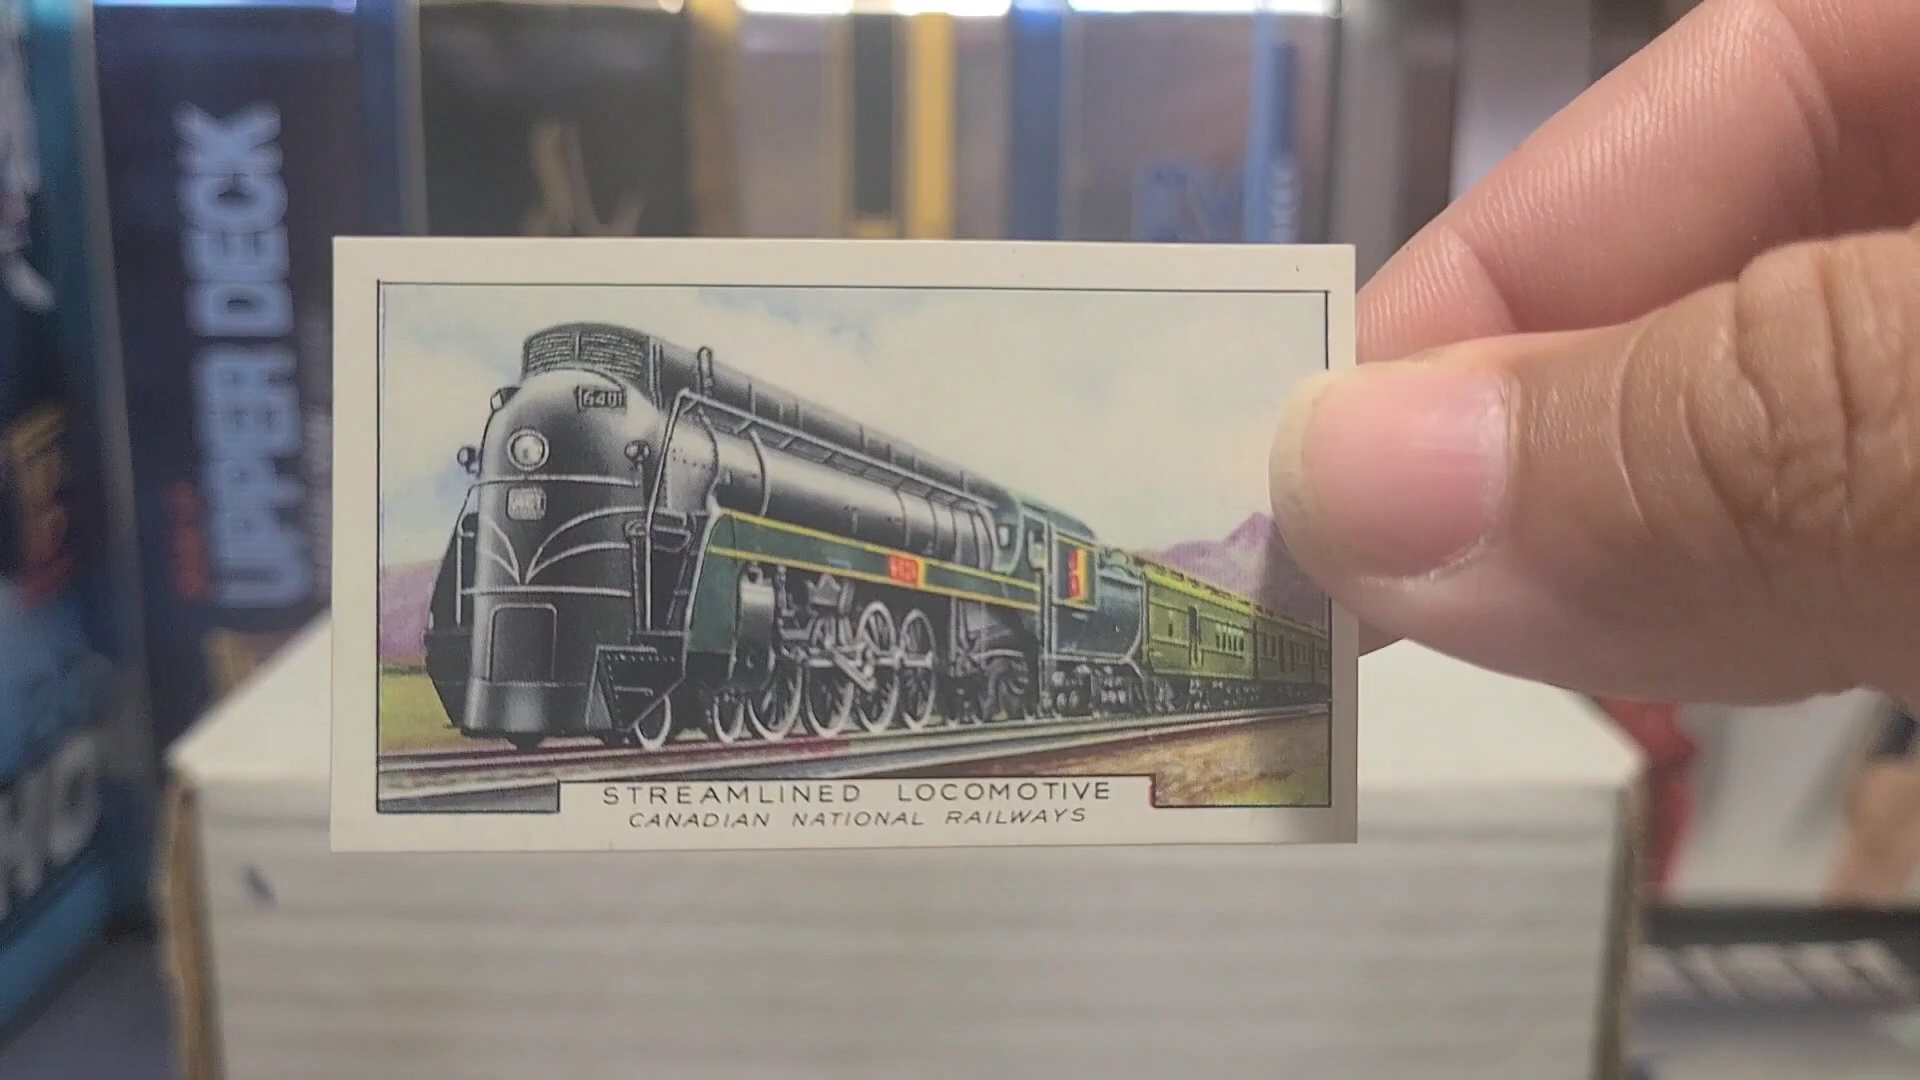 UPPER DECK
6401
STREAMLINED LOCOMOTIVE
CANADIAN NATIONAL RAILWAYS